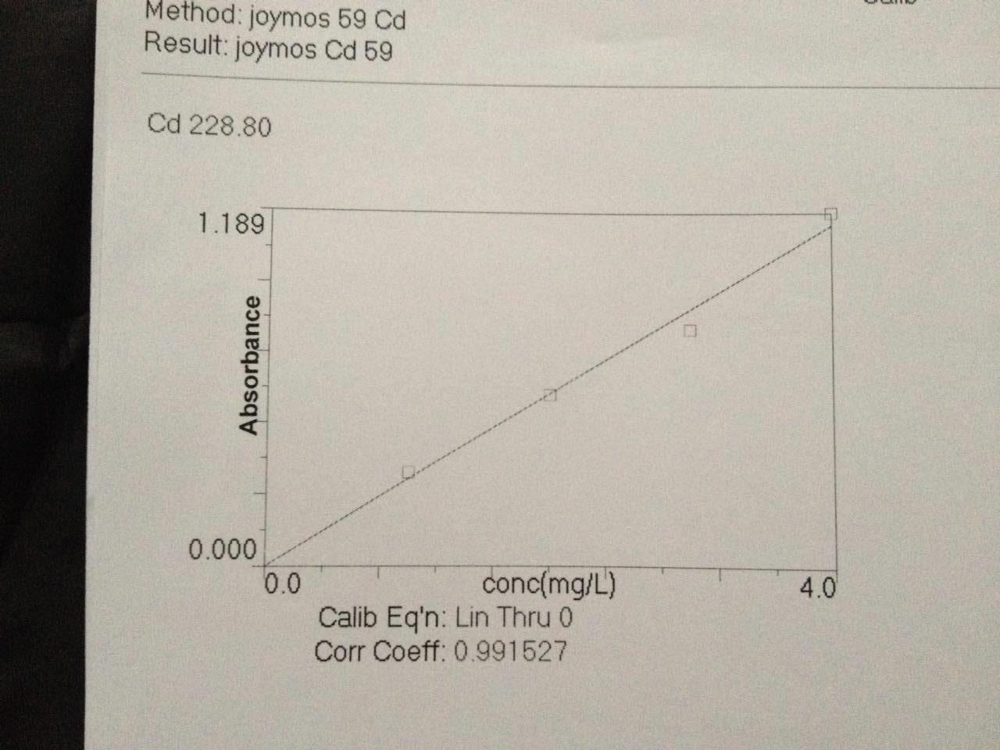 Calib
Method: joymos 59 Cd
Result: joymos Cd 59
Cd 228.80
1.189
Absorbance
0.000
0.0
conc(mg/L)
4.0
Calib Eq'n: Lin Thru 0
Corr Coeff: 0.991527